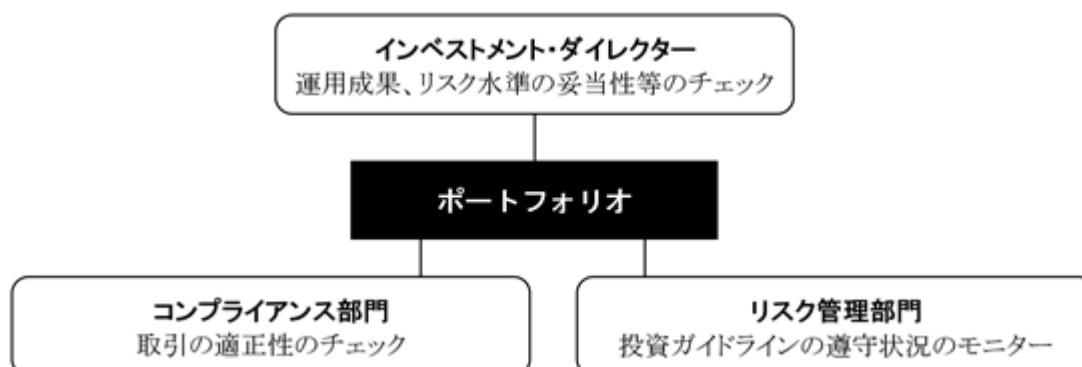 インベストメント・ダイレクター
運用成果、リスク水準の妥当性等のチェック
ポートフォリオ
コンプライアンス部門
取引の適正性のチェック
リスク管理部門
投資ガイドラインの遵守状況のモニター